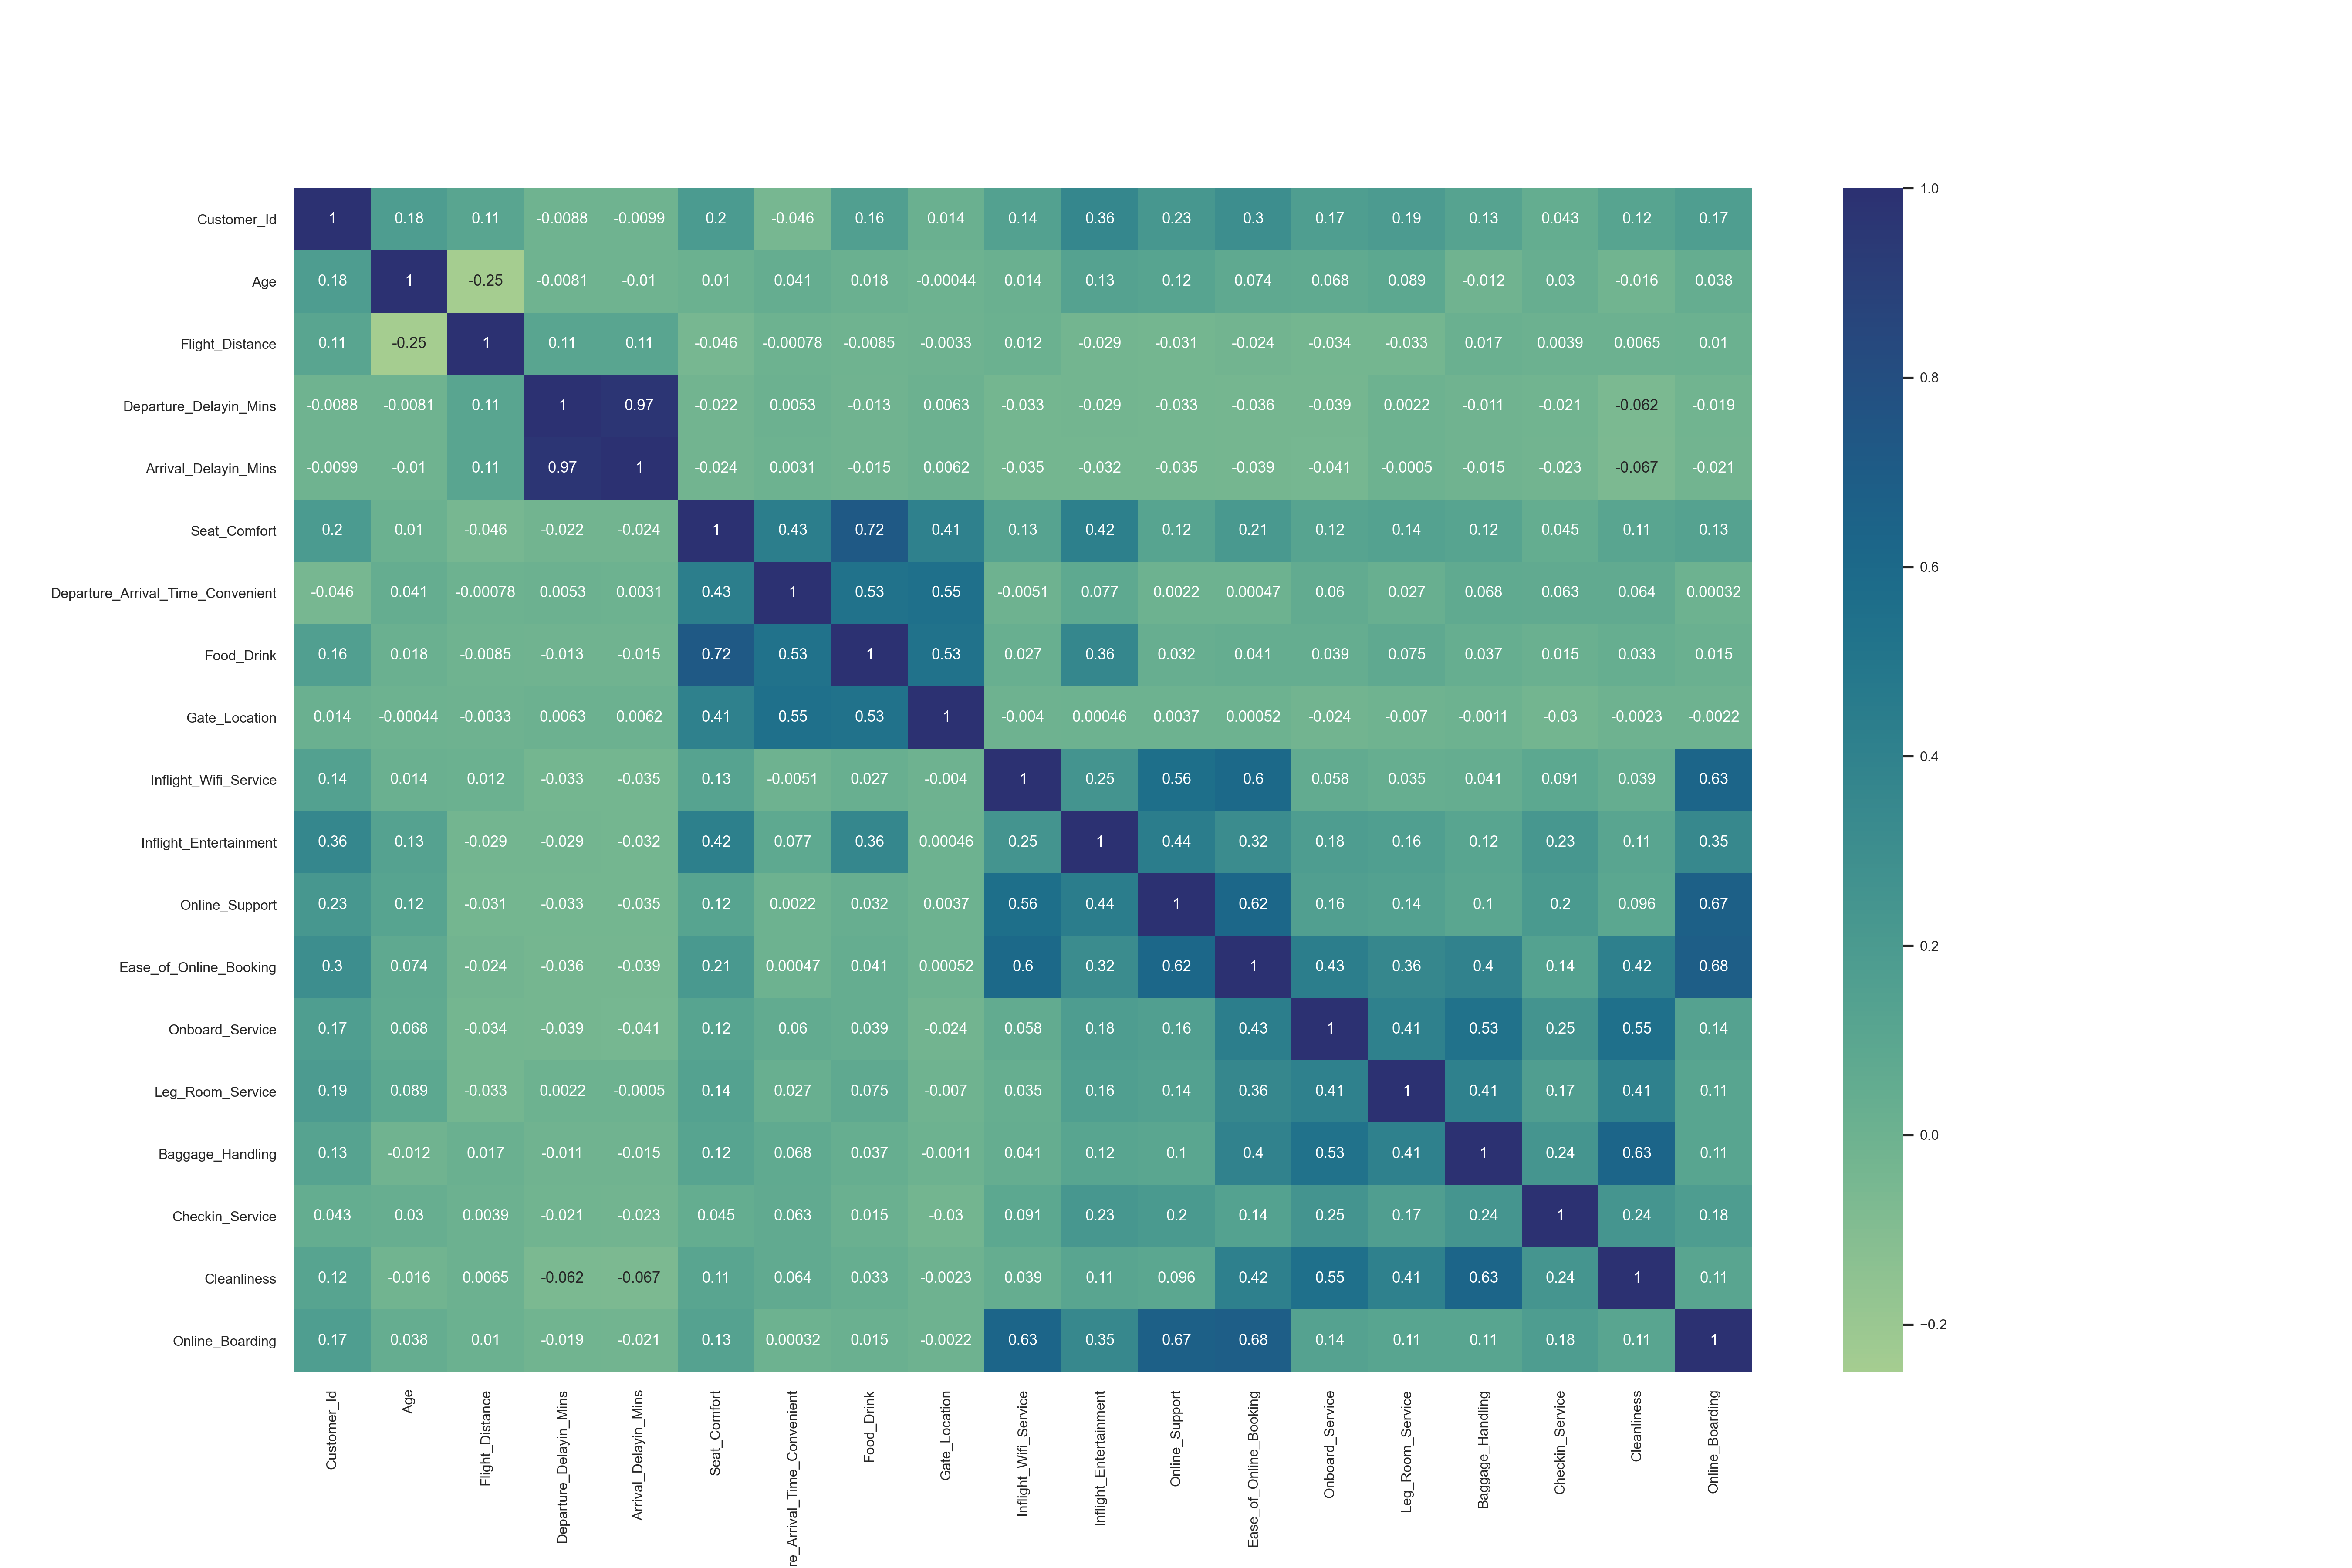 Customer_Id 1 0.18 0.11 -0.0088 -0.0099 0.2 -0.046 0.16 0.014 0.14 0.36 0.23 0.3 0.17 0.19 0.13 0.043 0.12 0.17
Age 0.18 1 -0.25 -0.0081 -0.01 0.01 0.041 0.018 -0.00044 0.014 0.13 0.12 0.074 0.068 0.089 -0.012 0.03 -0.016 0.038
Flight_Distance 0.11 -0.25 1 0.11 0.11 -0.046 -0.00078 -0.0085 -0.0033 0.012 -0.029 -0.031 -0.024 -0.034 -0.033 0.017 0.0039 0.0065 0.01
Departure_Delayin_Mins -0.0088 -0.0081 0.11 1 0.97 -0.022 0.0053 -0.013 0.0063 -0.033 -0.029 -0.033 -0.036 -0.039 0.0022 -0.011 -0.021 -0.062 -0.019
Arrival_Delayin_Mins -0.0099 -0.01 0.11 0.97 1 -0.024 0.0031 -0.015 0.0062 -0.035 -0.032 -0.035 -0.039 -0.041 -0.0005 -0.015 -0.023 -0.067 -0.021
Seat_Comfort 0.2 0.01 -0.046 -0.022 -0.024 1 0.43 0.72 0.41 0.13 0.42 0.12 0.21 0.12 0.14 0.12 0.045 0.11 0.13
Departure_Arrival_Time_Convenient -0.046 0.041 -0.00078 0.0053 0.0031 0.43 1 0.53 0.55 -0.0051 0.077 0.0022 0.00047 0.06 0.027 0.068 0.063 0.064 0.00032
Food_Drink 0.16 0.018 -0.0085 -0.013 -0.015 0.72 0.53 1 0.53 0.027 0.36 0.032 0.041 0.039 0.075 0.037 0.015 0.033 0.015
Gate_Location 0.014 -0.00044 -0.0033 0.0063 0.0062 0.41 0.55 0.53 1 -0.004 0.00046 0.0037 0.00052 -0.024 -0.007 -0.0011 -0.03 -0.0023 -0.0022
Inflight_Wifi_Service 0.14 0.014 0.012 -0.033 -0.035 0.13 -0.0051 0.027 -0.004 1 0.25 0.56 0.6 0.058 0.035 0.041 0.091 0.039 0.63
Inflight_Entertainment 0.36 0.13 -0.029 -0.029 -0.032 0.42 0.077 0.36 0.00046 0.25 1 0.44 0.32 0.18 0.16 0.12 0.23 0.11 0.35
Online_Support 0.23 0.12 -0.031 -0.033 -0.035 0.12 0.0022 0.032 0.0037 0.56 0.44 1 0.62 0.16 0.14 0.1 0.2 0.096 0.67
Ease_of_Online_Booking 0.3 0.074 -0.024 -0.036 -0.039 0.21 0.00047 0.041 0.00052 0.6 0.32 0.62 1 0.43 0.36 0.4 0.14 0.42 0.68
Onboard_Service 0.17 0.068 -0.034 -0.039 -0.041 0.12 0.06 0.039 -0.024 0.058 0.18 0.16 0.43 1 0.41 0.53 0.25 0.55 0.14
Leg_Room_Service 0.19 0.089 -0.033 0.0022 -0.0005 0.14 0.027 0.075 -0.007 0.035 0.16 0.14 0.36 0.41 1 0.41 0.17 0.41 0.11
Baggage_Handling 0.13 -0.012 0.017 -0.011 -0.015 0.12 0.068 0.037 -0.0011 0.041 0.12 0.1 0.4 0.53 0.41 1 0.24 0.63 0.11
Checkin_Service 0.043 0.03 0.0039 -0.021 -0.023 0.045 0.063 0.015 -0.03 0.091 0.23 0.2 0.14 0.25 0.17 0.24 1 0.24 0.18
Cleanliness 0.12 -0.016 0.0065 -0.062 -0.067 0.11 0.064 0.033 -0.0023 0.039 0.11 0.096 0.42 0.55 0.41 0.63 0.24 1 0.11
Online_Boarding 0.17 0.038 0.01 -0.019 -0.021 0.13 0.00032 0.015 -0.0022 0.63 0.35 0.67 0.68 0.14 0.11 0.11 0.18 0.11 1
Customer_Id
Age
Flight_Distance
Departure_Delayin_Mins
Arrival_Delayin_Mins
Seat_Comfort
re_Arrival_Time_Convenient
Food_Drink
Gate_Location
Inflight_Wifi_Service
Inflight_Entertainment
Online_Support
Ease_of_Online_Booking
Onboard_Service
Leg_Room_Service
Baggage_Handling
Checkin_Service
Cleanliness
Online_Boarding
1.0
0.8
0.6
0.4
0.2
0.0
−0.2